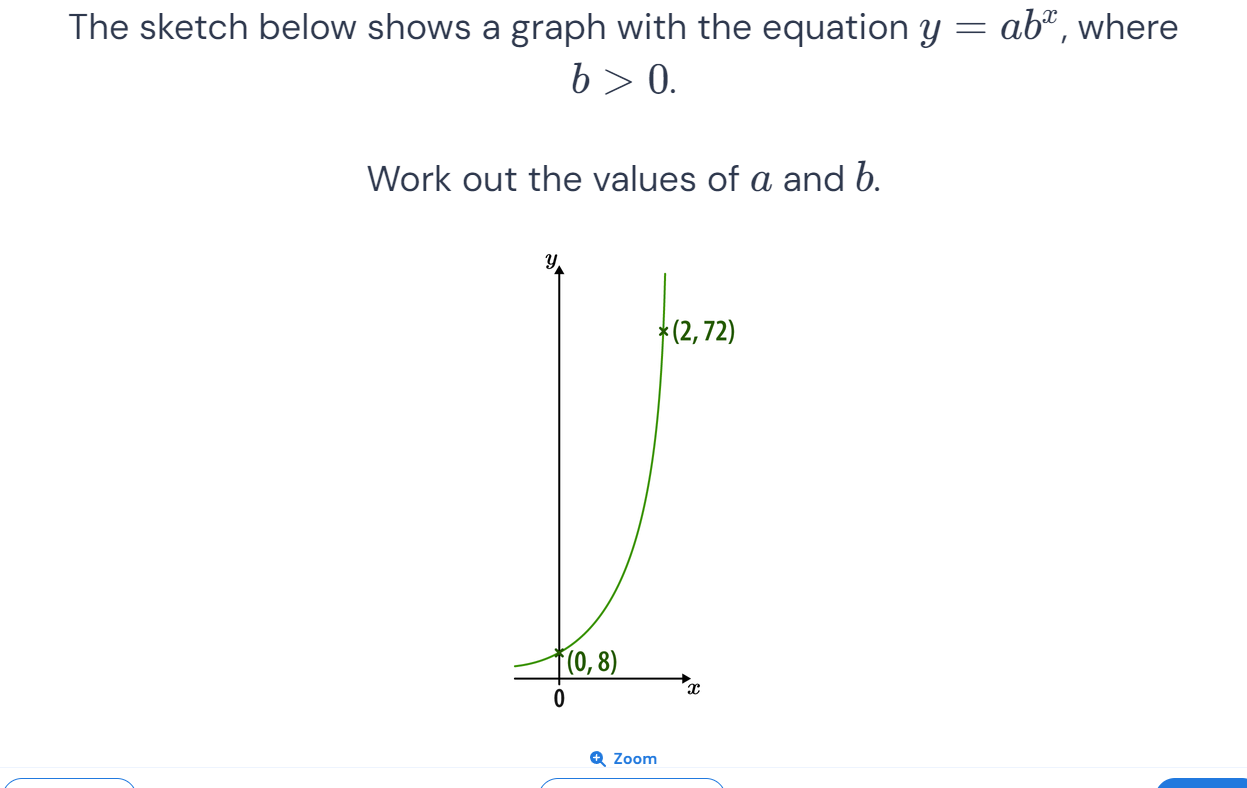 The sketch below shows a graph with the equation y = abˣ, where
b > 0.
Work out the values of a and b.
y
(2, 72)
(0, 8)
x
0
Zoom